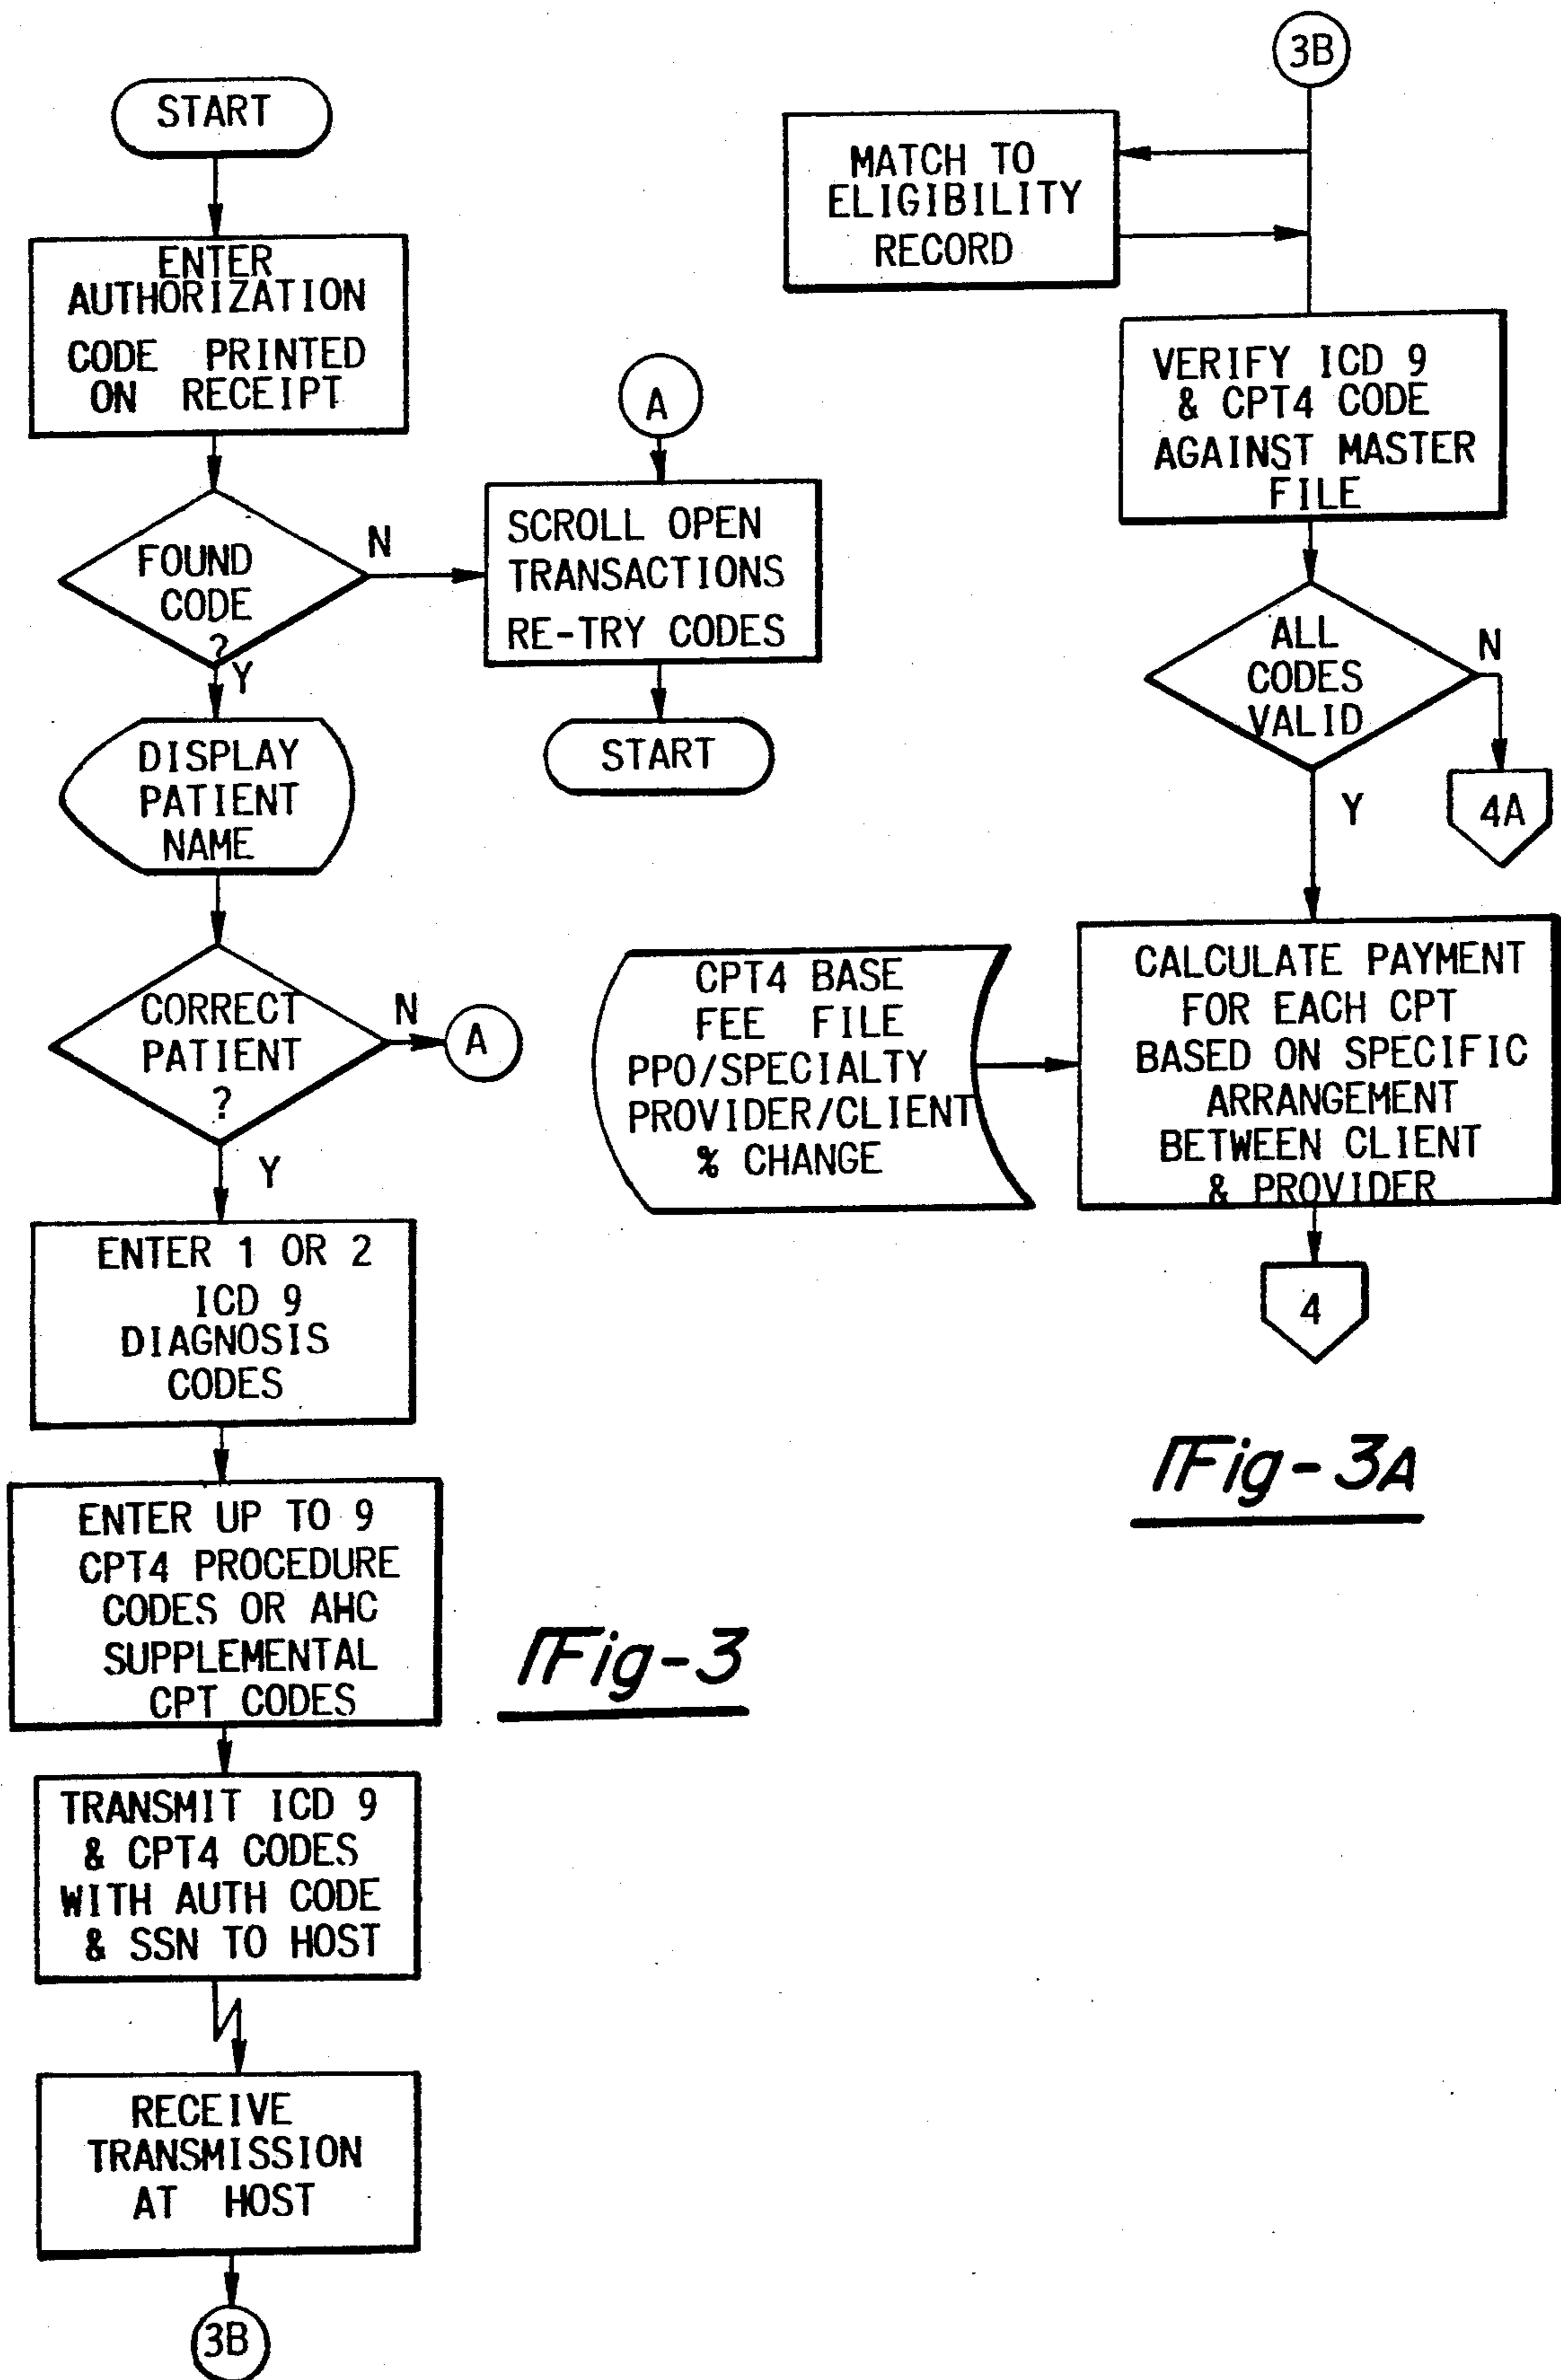 START
ENTER
AUTHORIZATION
CODE PRINTED
ON RECEIPT
FOUND
CODE
?
N
Y
A
SCROLL OPEN
TRANSACTIONS
RE-TRY CODES
START
DISPLAY
PATIENT
NAME
CORRECT
PATIENT
?
N
A
Y
ENTER 1 OR 2
ICD 9
DIAGNOSIS
CODES
ENTER UP TO 9
CPT4 PROCEDURE
CODES OR AHC
SUPPLEMENTAL
CPT CODES
TRANSMIT ICD 9
& CPT4 CODES
WITH AUTH CODE
& SSN TO HOST
RECEIVE
TRANSMISSION
AT HOST
3B
Fig-3
3B
MATCH TO
ELIGIBILITY
RECORD
VERIFY ICD 9
& CPT4 CODE
AGAINST MASTER
FILE
ALL
CODES
VALID
N
4A
Y
CPT4 BASE
FEE FILE
PPO/SPECIALTY
PROVIDER/CLIENT
% CHANGE
CALCULATE PAYMENT
FOR EACH CPT
BASED ON SPECIFIC
ARRANGEMENT
BETWEEN CLIENT
& PROVIDER
4
Fig-3A